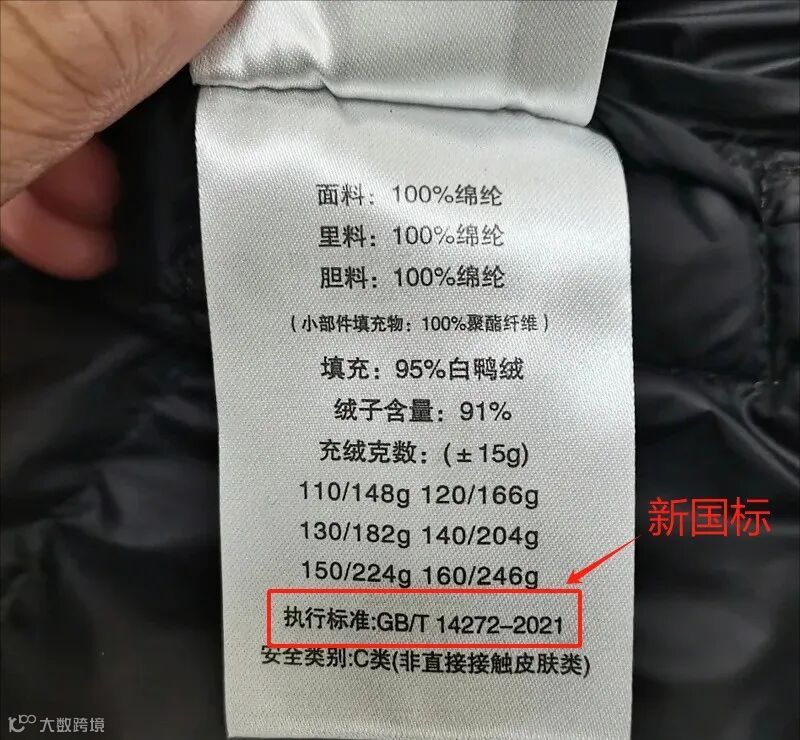 面料：100%绵纶
里料：100%绵纶
胆料：100%绵纶
(小部件填充物：100%聚酯纤维)
填充：95%白鸭绒
绒子含量：91%
充绒克数：(±15g)
110/148g 120/166g
130/182g 140/204g
150/224g 160/246g
新国标
执行标准:GB/T 14272-2021
安全类别:C类(非直接接触皮肤类)
大数跨境